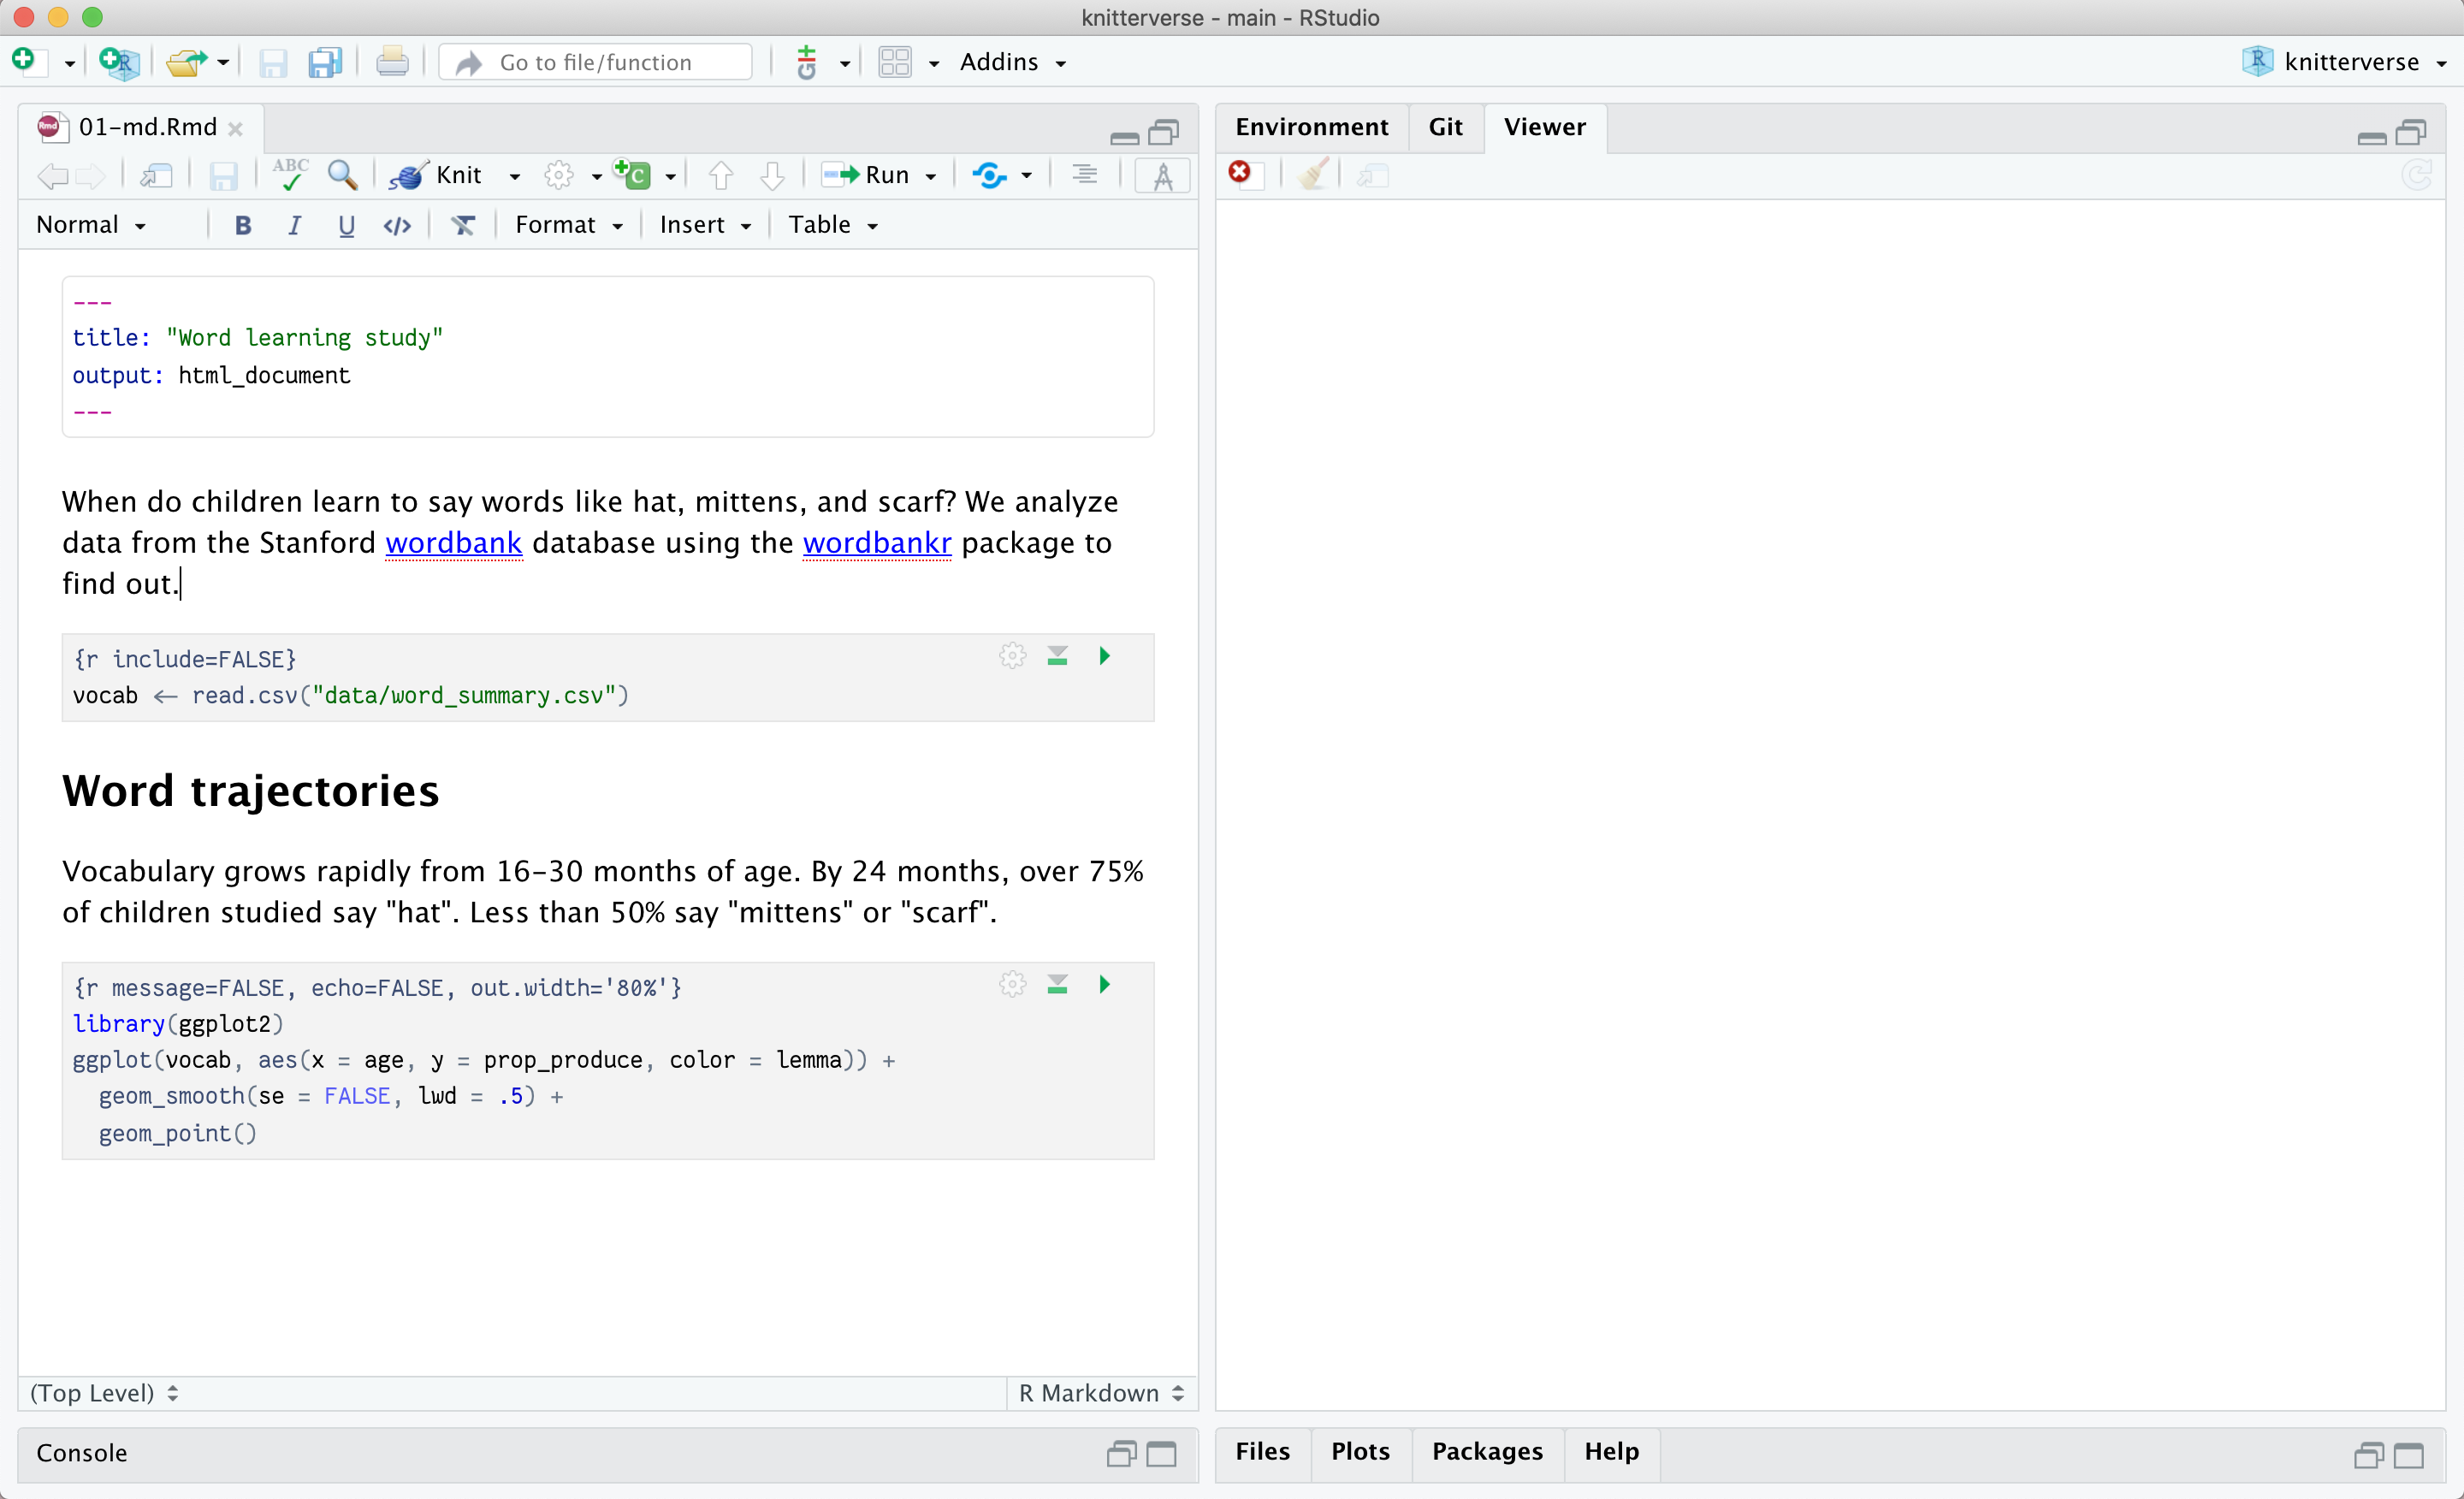 knitterverse - main - RStudio
Go to file/function
Git
Addins
knitterverse
Rmd 01-md.Rmd
ABC Knit C Run
Normal B I U </> Format Insert Table
---
title: "Word learning study"
output: html_document
---
When do children learn to say words like hat, mittens, and scarf? We analyze
data from the Stanford wordbank database using the wordbankr package to
find out.
{r include=FALSE}
vocab <- read.csv("data/word_summary.csv")
Word trajectories
Vocabulary grows rapidly from 16-30 months of age. By 24 months, over 75%
of children studied say "hat". Less than 50% say "mittens" or "scarf".
{r message=FALSE, echo=FALSE, out.width='80%'}
library(ggplot2)
ggplot(vocab, aes(x = age, y = prop_produce, color = lemma)) +
  geom_smooth(se = FALSE, lwd = .5) +
  geom_point()
(Top Level) R Markdown
Console
Environment Git Viewer
Files Plots Packages Help